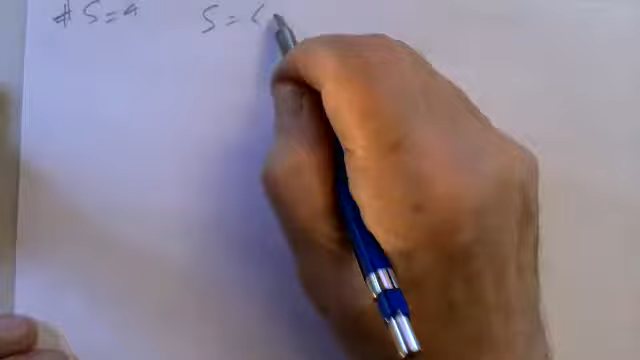 # S = 4 S = {